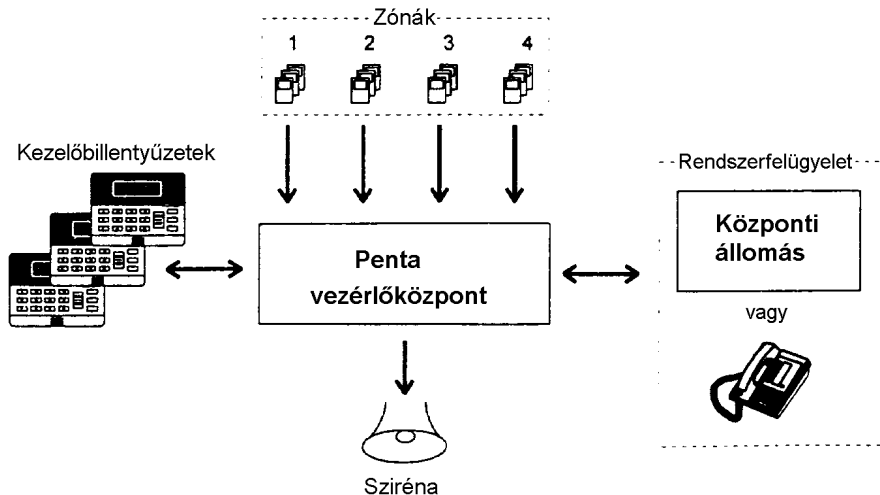 Zónák
1 2 3 4
Kezelőbillentyűzetek
Rendszerfelügyelet
Penta
vezérlőközpont
Központi
állomás
vagy
Sziréna